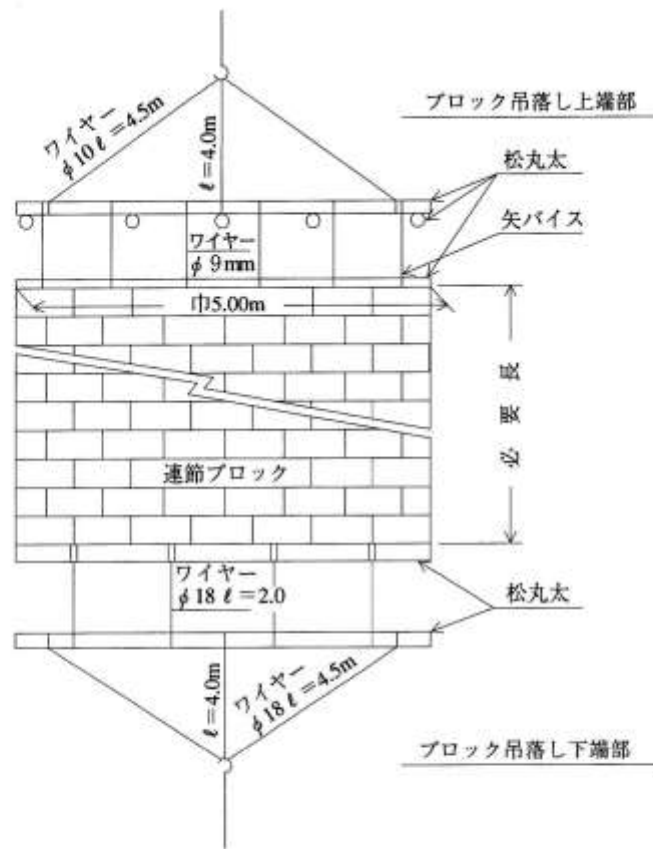 ブロック吊落し上端部
ワイヤー
φ10 ℓ=4.5m
ℓ=4.0m
松丸太
矢バイス
ワイヤー
φ9mm
巾5.00m
必要長
連節ブロック
ワイヤー
φ18 ℓ=2.0
松丸太
ℓ=4.0m
ワイヤー
φ18 ℓ=4.5m
ブロック吊落し下端部